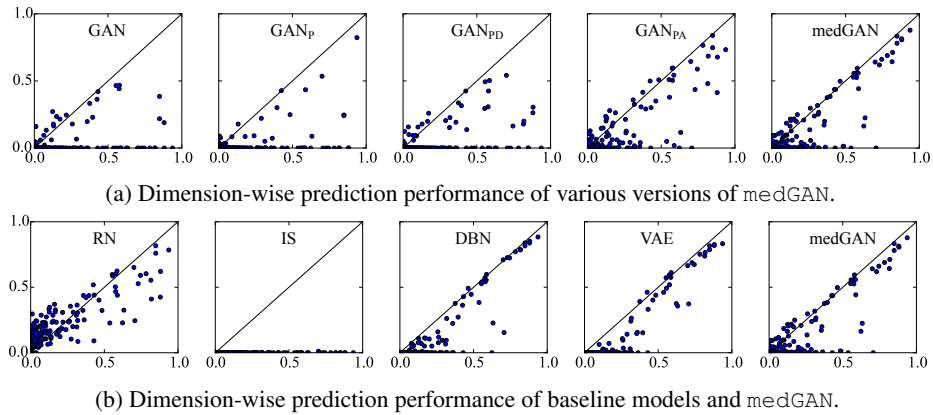 GAN GAN_P GAN_PD GAN_PA medGAN
1.0
0.5
0.0
0.0 0.5 1.0 0.0 0.5 1.0 0.0 0.5 1.0 0.0 0.5 1.0 0.0 0.5 1.0
(a) Dimension-wise prediction performance of various versions of medGAN.
RN IS DBN VAE medGAN
1.0
0.5
0.0
0.0 0.5 1.0 0.0 0.5 1.0 0.0 0.5 1.0 0.0 0.5 1.0 0.0 0.5 1.0
(b) Dimension-wise prediction performance of baseline models and medGAN.